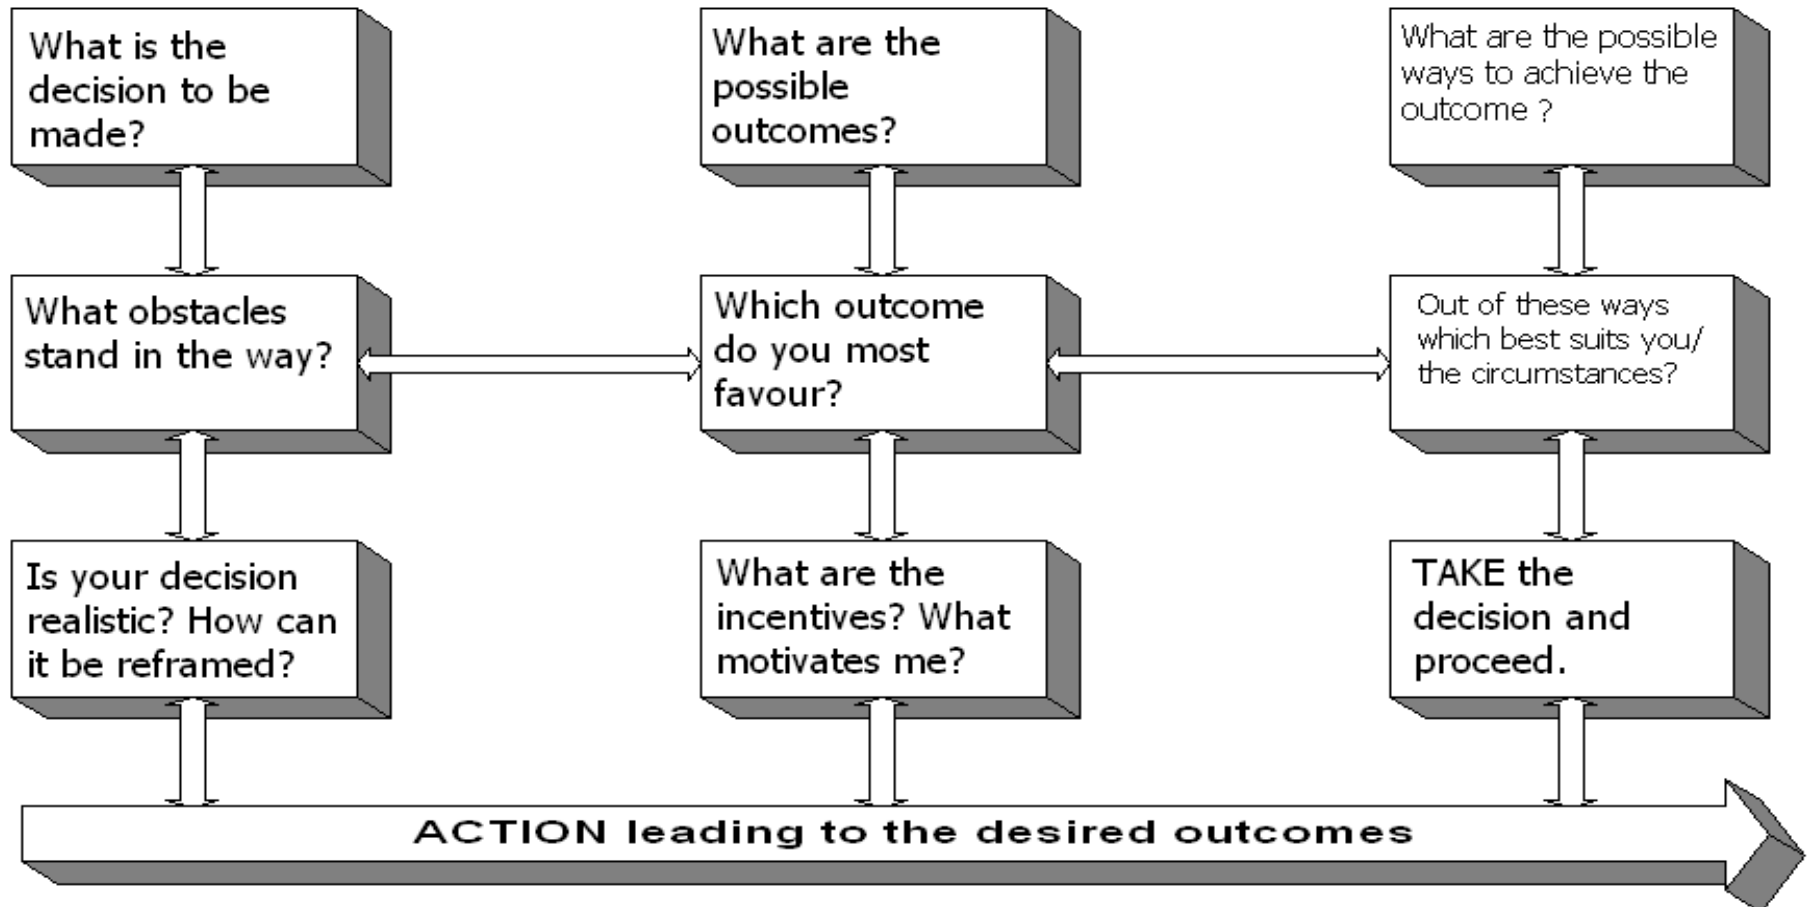 What is the
decision to be
made?
What are the
possible
outcomes?
What are the possible
ways to achieve the
outcome ?
What obstacles
stand in the way?
Which outcome
do you most
favour?
Out of these ways
which best suits you/
the circumstances?
Is your decision
realistic? How can
it be reframed?
What are the
incentives? What
motivates me?
TAKE the
decision and
proceed.
ACTION leading to the desired outcomes